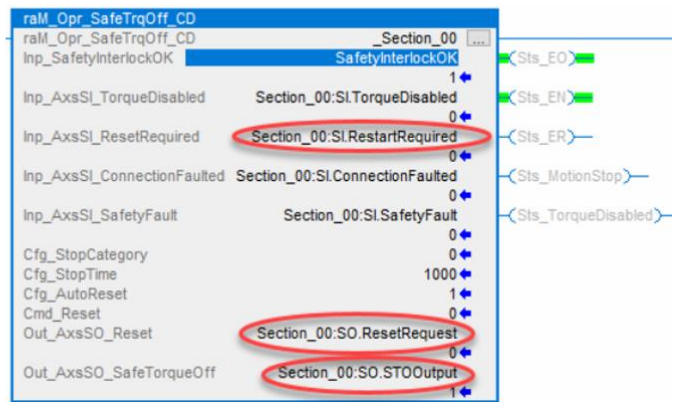 raM_Opr_SafeTrqOff_CD
raM_Opr_SafeTrqOff_CD _Section_00 ...
Inp_SafetyInterlockOK SafetyInterlockOK (Sts_EO)
1
Inp_AxsSI_TorqueDisabled Section_00:SI.TorqueDisabled (Sts_EN)
0
Inp_AxsSI_ResetRequired Section_00:SI.RestartRequired (Sts_ER)
0
Inp_AxsSI_ConnectionFaulted Section_00:SI.ConnectionFaulted (Sts_MotionStop)
0
Inp_AxsSI_SafetyFault Section_00:SI.SafetyFault (Sts_TorqueDisabled)
0
Cfg_StopCategory 0
Cfg_StopTime 1000
Cfg_AutoReset 1
Cmd_Reset 0
Out_AxsSO_Reset Section_00:SO.ResetRequest
0
Out_AxsSO_SafeTorqueOff Section_00:SO.STOOutput
1